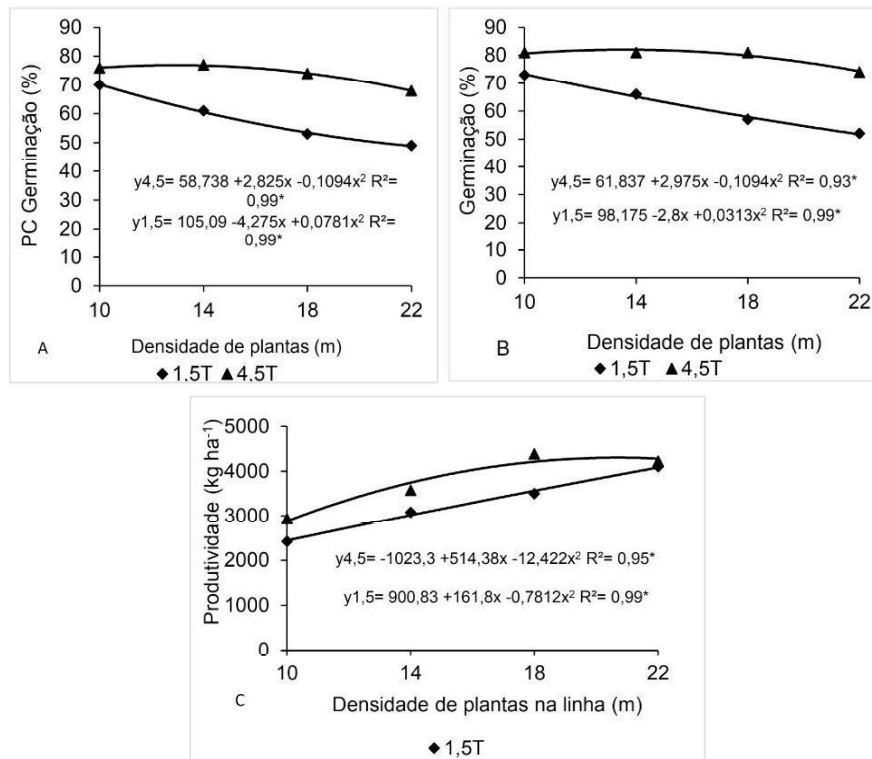 PC Germinação (%)
90
80
70
60
50
40
30
20
10
0
y4,5= 58,738 +2,825x -0,1094x² R²=
0,99*
y1,5= 105,09 -4,275x +0,0781x² R²=
0,99*
10 14 18 22
A
Densidade de plantas (m)
◆ 1,5T ▲ 4,5T
Germinação (%)
90
80
70
60
50
40
30
20
10
0
y4,5= 61,837 +2,975x -0,1094x² R²= 0,93*
y1,5= 98,175 -2,8x +0,0313x² R²= 0,99*
10 14 18 22
B
Densidade de plantas (m)
◆ 1,5T ▲ 4,5T
Produtividade (kg ha⁻¹)
5000
4000
3000
2000
1000
0
y4,5= -1023,3 +514,38x -12,422x² R²= 0,95*
y1,5= 900,83 +161,8x -0,7812x² R²= 0,99*
10 14 18 22
C
Densidade de plantas na linha (m)
◆ 1,5T